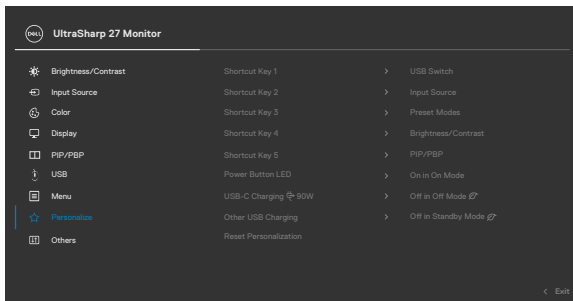 DELL UltraSharp 27 Monitor
Brightness/Contrast Shortcut Key 1 > USB Switch
Input Source Shortcut Key 2 > Input Source
Color Shortcut Key 3 > Preset Modes
Display Shortcut Key 4 > Brightness/Contrast
PIP/PBP Shortcut Key 5 > PIP/PBP
USB Power Button LED > On in On Mode
Menu USB-C Charging 90W > Off in Off Mode
Personalize Other USB Charging > Off in Standby Mode
Others Reset Personalization
< Exit